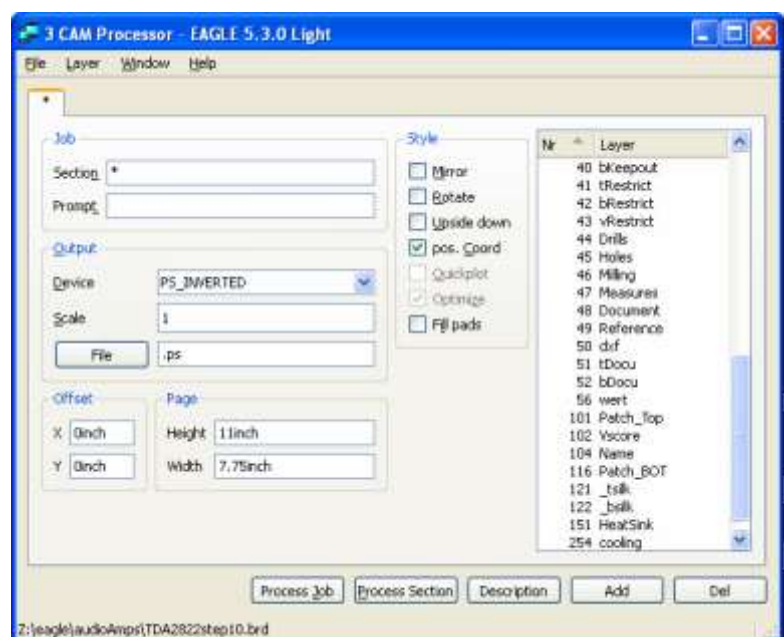 3 CAM Processor - EAGLE 5.3.0 Light
File Layer Window Help
*
Job
Section *
Prompt
Output
Device PS_INVERTED
Scale 1
File .ps
Offset
X 0inch
Y 0inch
Page
Height 11inch
Width 7.75inch
Style
Mirror
Rotate
Upside down
pos. Coord
Quickplot
Optimize
Fill pads
Nr Layer
40 bKeepout
41 tRestrict
42 bRestrict
43 vRestrict
44 Drills
45 Holes
46 Milling
47 Measures
48 Document
49 Reference
50 dxf
51 tDocu
52 bDocu
56 wert
101 Patch_Top
102 Vscore
104 Name
116 Patch_BOT
121 _tsilk
122 _bsilk
151 HeatSink
254 cooling
Process Job Process Section Description Add Del
Z:\eagle\audioAmps\TDA2822step10.brd